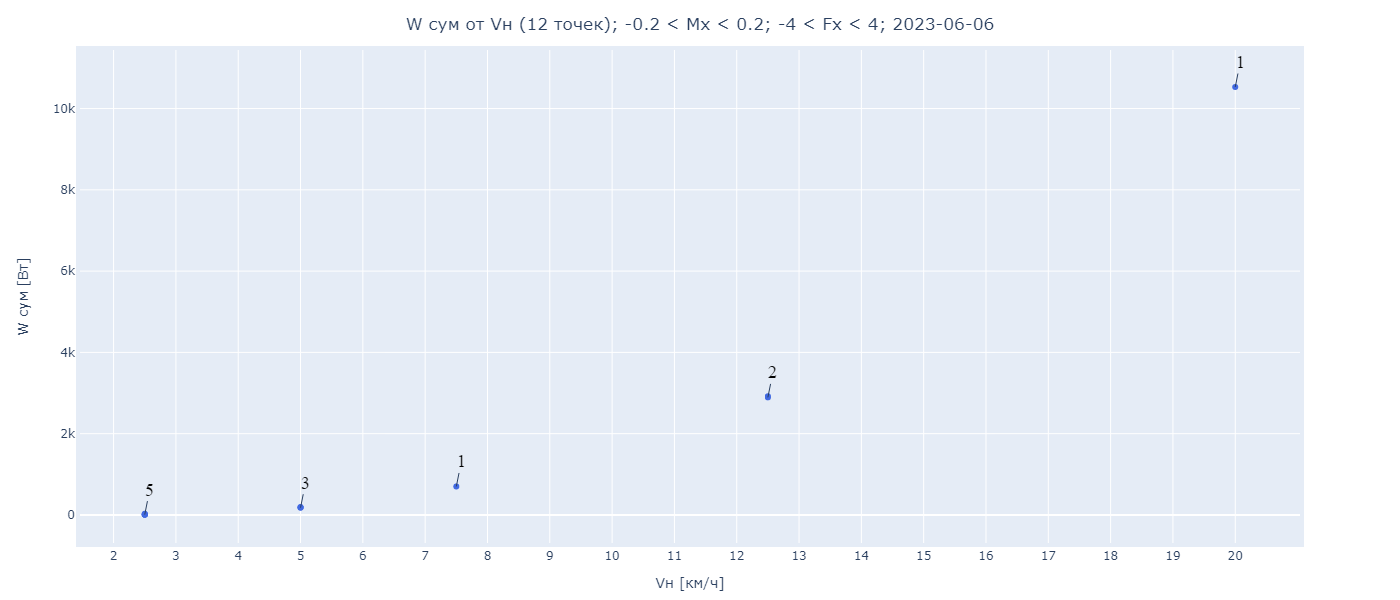 W сум от Vн (12 точек); -0.2 < Mx < 0.2; -4 < Fx < 4; 2023-06-06
1
10k
8k
6k
W сум [Вт]
4k
2
2k
1
3
5
0
2 3 4 5 6 7 8 9 10 11 12 13 14 15 16 17 18 19 20
Vн [км/ч]